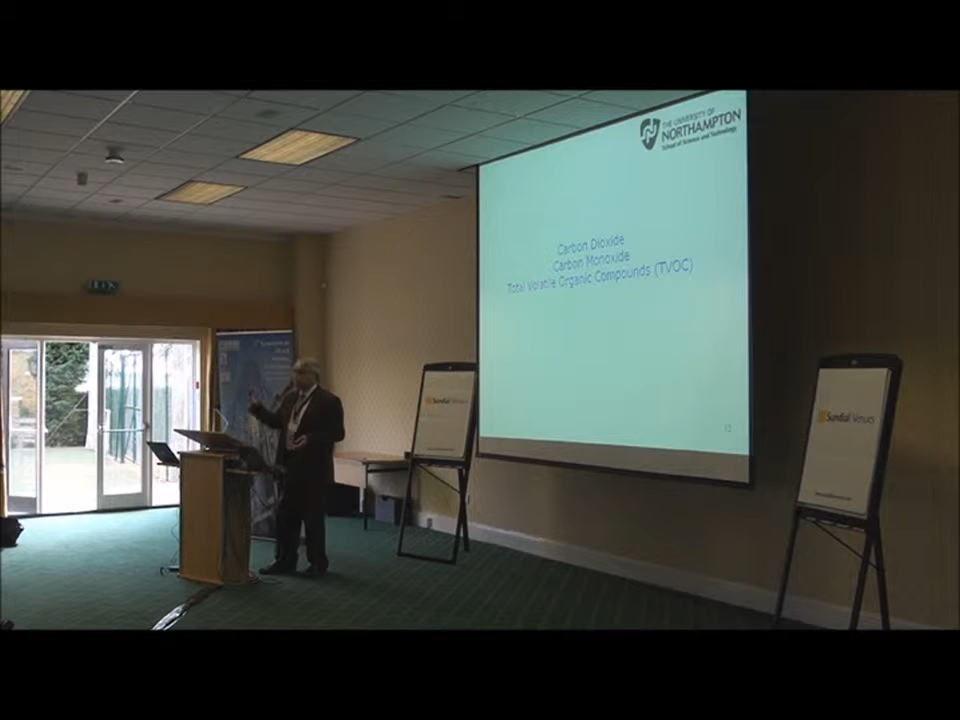 THE UNIVERSITY OF
NORTHAMPTON
School of Science and Technology
Carbon Dioxide
Carbon Monoxide
Total Volatile Organic Compounds (TVOC)
12
Sundial Venues
Sundial Venues